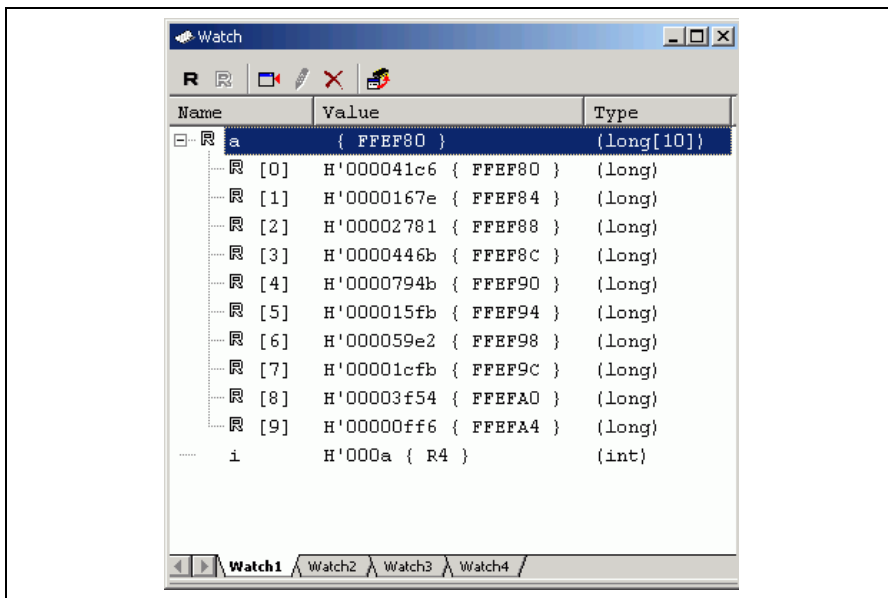 Watch
R R
Name Value Type
R a { FFEF80 } (long[10])
R [0] H'000041c6 { FFEF80 } (long)
R [1] H'0000167e { FFEF84 } (long)
R [2] H'00002781 { FFEF88 } (long)
R [3] H'0000446b { FFEF8C } (long)
R [4] H'0000794b { FFEF90 } (long)
R [5] H'000015fb { FFEF94 } (long)
R [6] H'000059e2 { FFEF98 } (long)
R [7] H'00001cfb { FFEF9C } (long)
R [8] H'00003f54 { FFEFA0 } (long)
R [9] H'00000ff6 { FFEFA4 } (long)
i H'000a { R4 } (int)
Watch1 Watch2 Watch3 Watch4